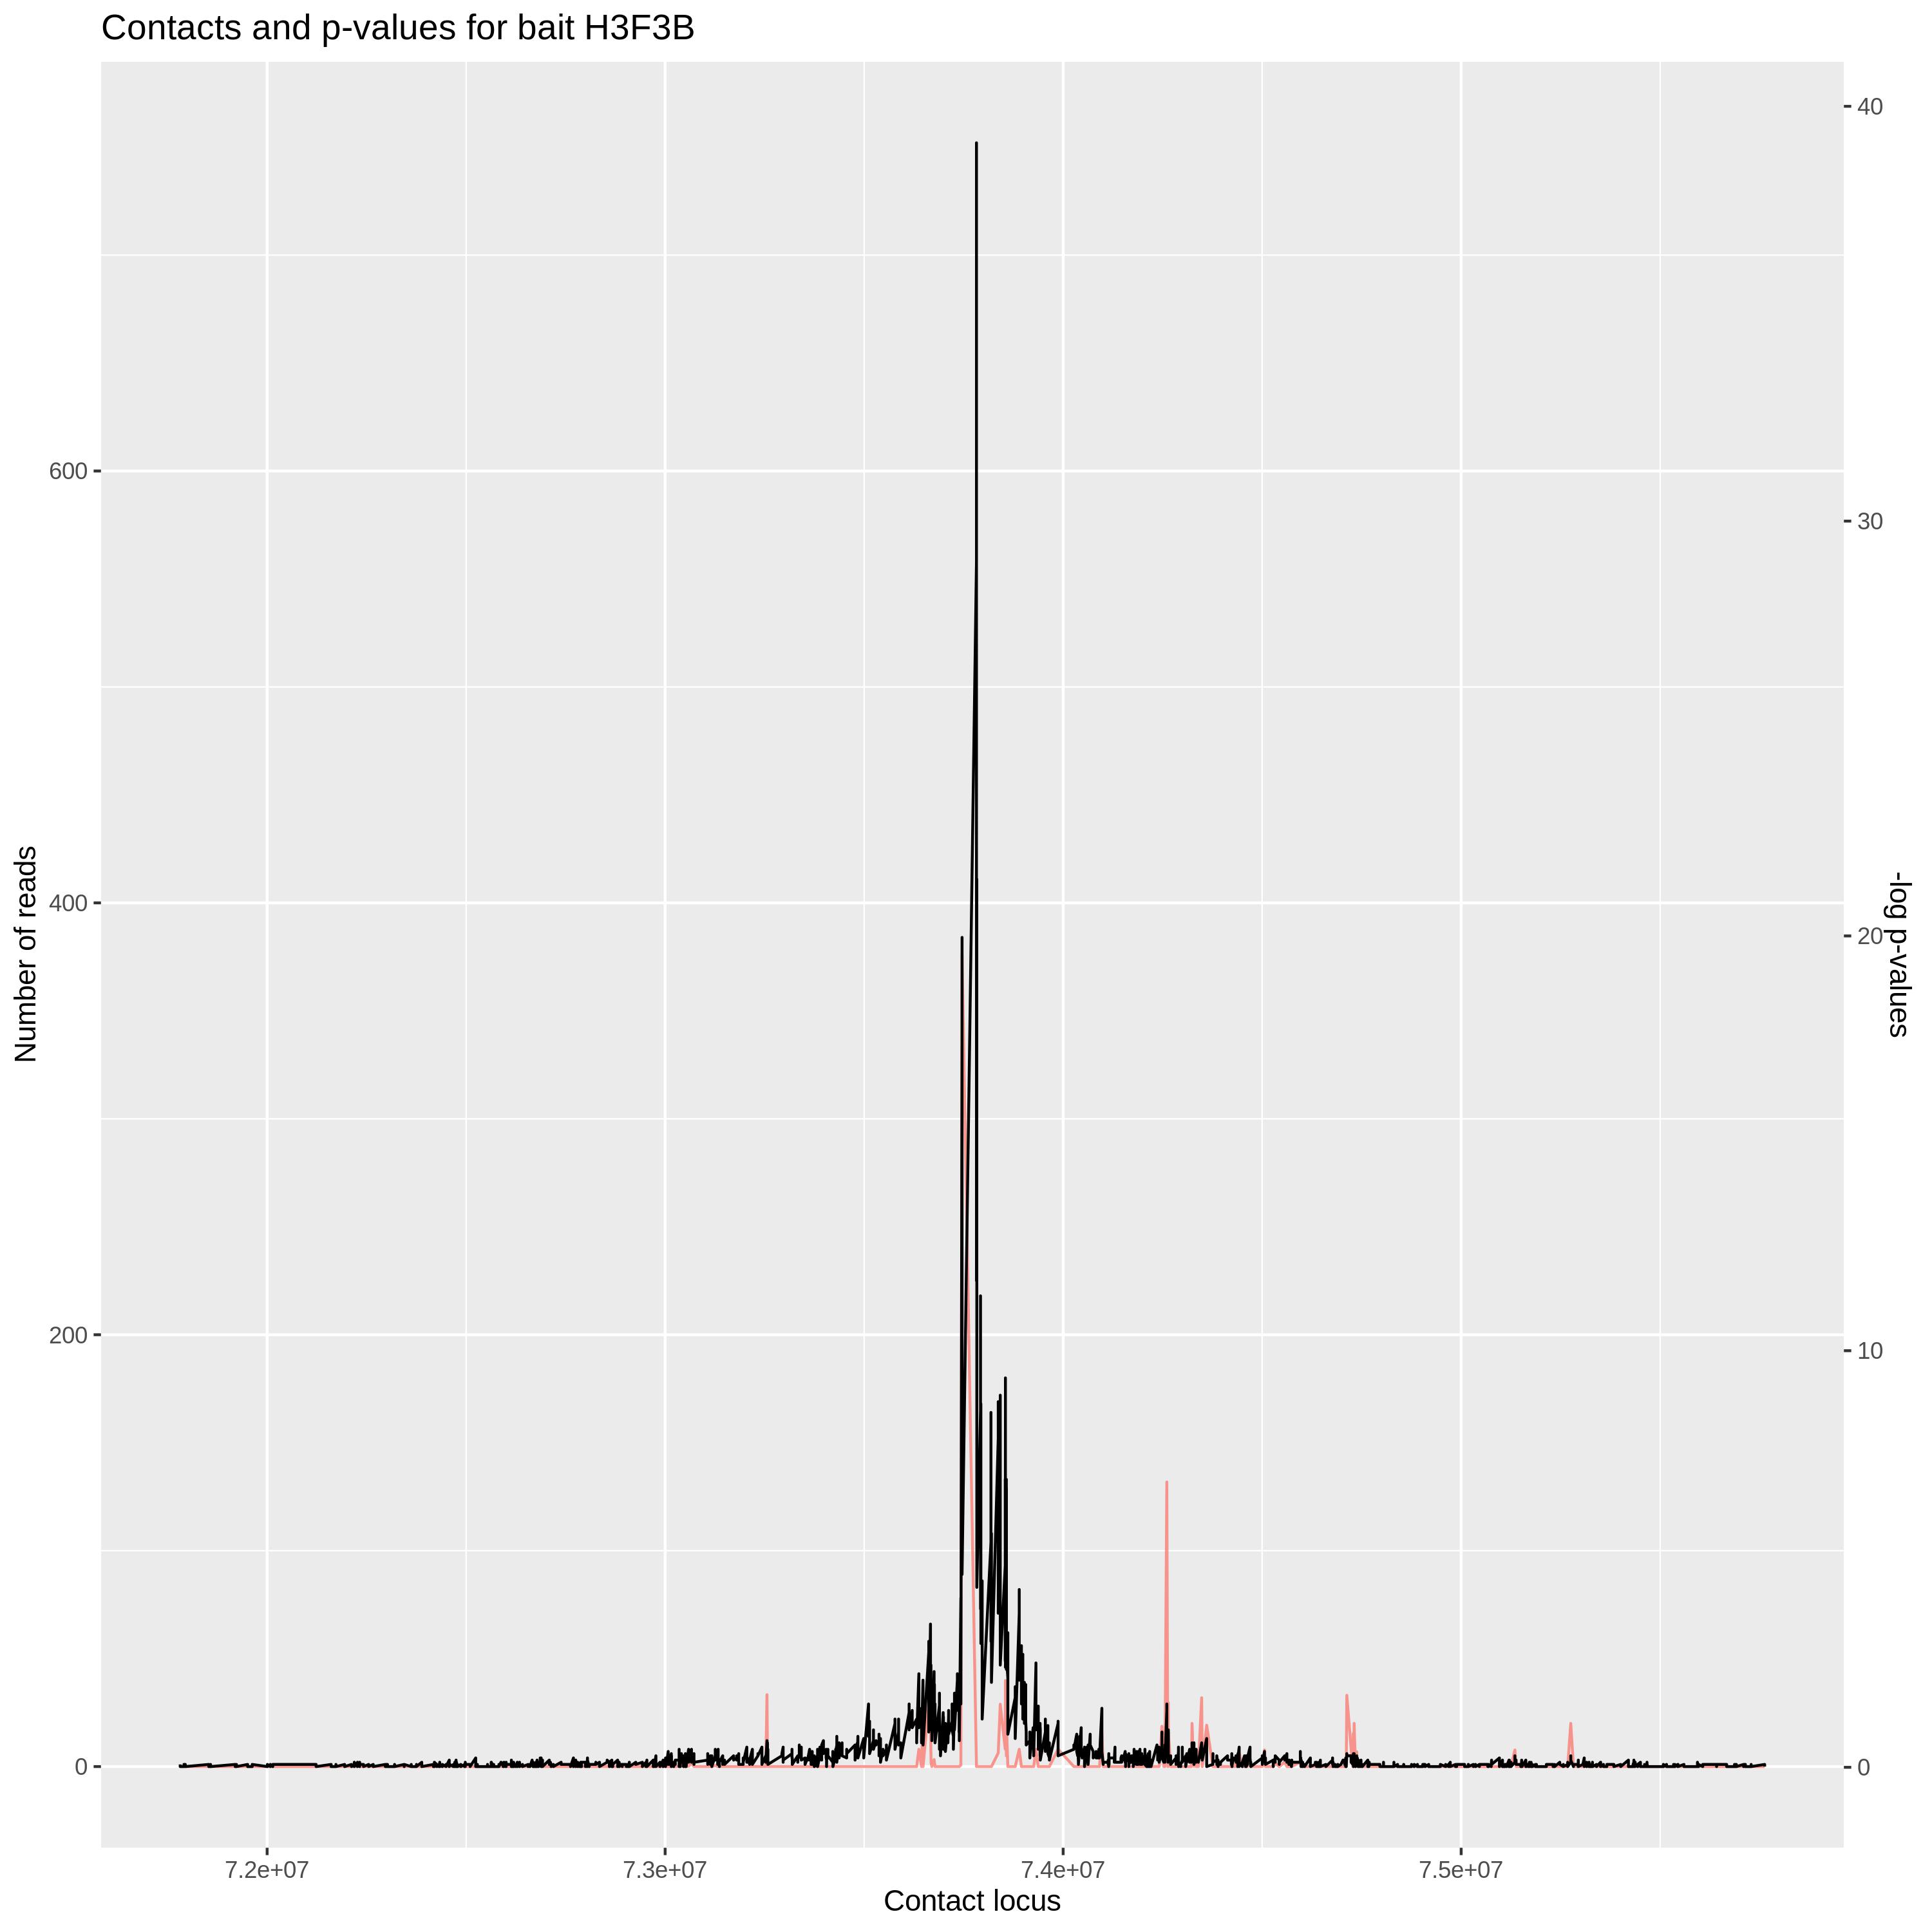 Contacts and p-values for bait H3F3B
40
600
30
Number of reads
400
20
-log p-values
200
10
0
0
7.2e+07
7.3e+07
7.4e+07
7.5e+07
Contact locus